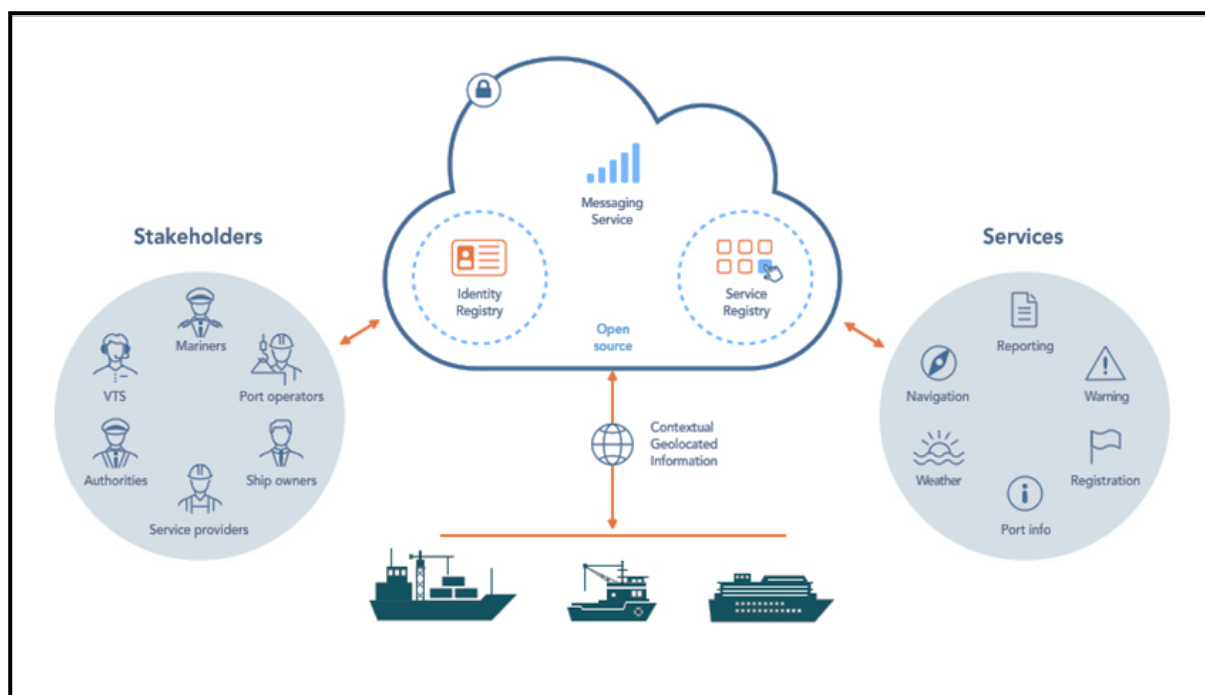 Messaging
Service
Stakeholders
Services
Identity
Registry
Service
Registry
Open
source
Mariners
VTS
Port operators
Authorities
Ship owners
Service providers
Contextual
Geolocated
Information
Reporting
Navigation
Warning
Weather
Registration
Port info